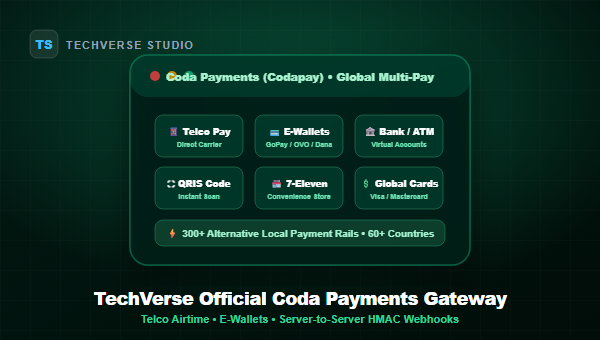 TS TECHVERSE STUDIO
Coda Payments (Codapay) • Global Multi-Pay
Telco Pay
Direct Carrier
E-Wallets
GoPay / OVO / Dana
Bank / ATM
Virtual Accounts
QRIS Code
Instant Scan
7-Eleven
Convenience Store
$ Global Cards
Visa / Mastercard
300+ Alternative Local Payment Rails • 60+ Countries
TechVerse Official Coda Payments Gateway
Telco Airtime • E-Wallets • Server-to-Server HMAC Webhooks